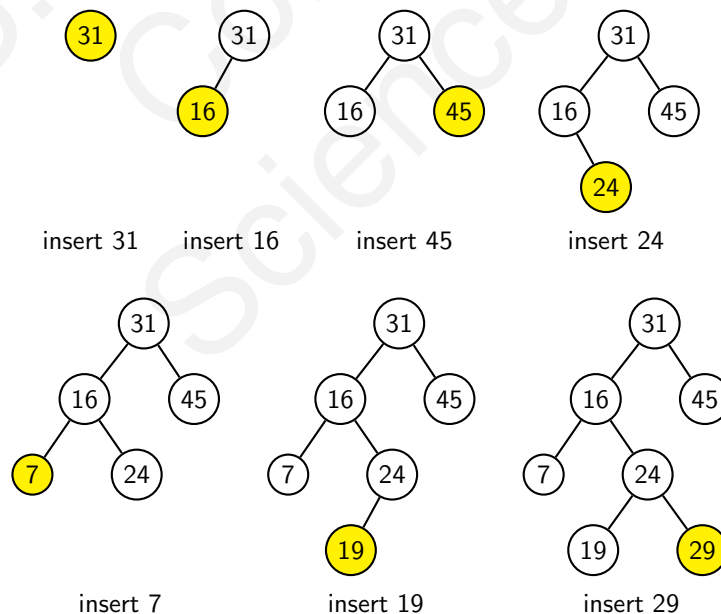 31 31 31 31
16 16 45 16 45
24
insert 31 insert 16 insert 45 insert 24
31 31 31
16 45 16 45 16 45
7 24 7 24 7 24
19 19 29
insert 7 insert 19 insert 29
Science